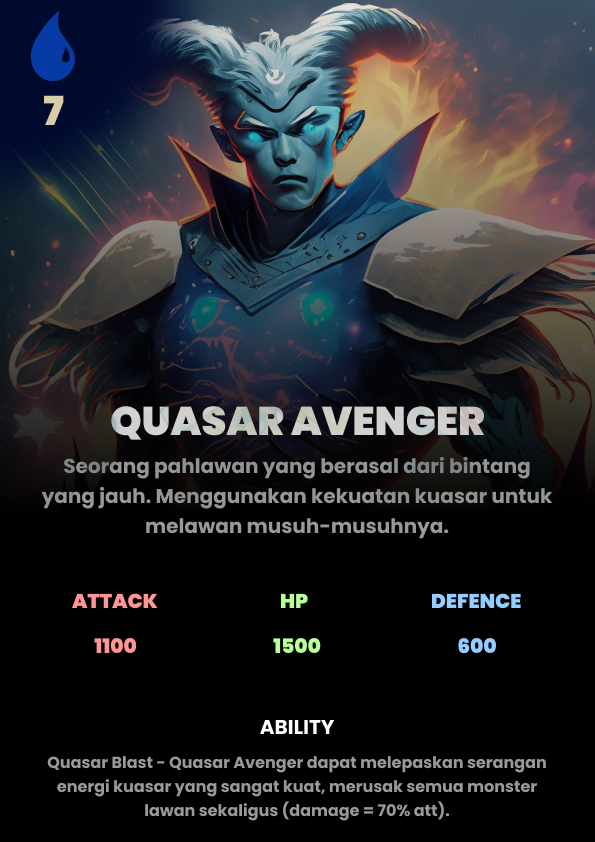 7
QUASAR AVENGER
Seorang pahlawan yang berasal dari bintang
yang jauh. Menggunakan kekuatan kuasar untuk
melawan musuh-musuhnya.
ATTACK HP DEFENCE
1100 1500 600
ABILITY
Quasar Blast - Quasar Avenger dapat melepaskan serangan
energi kuasar yang sangat kuat, merusak semua monster
lawan sekaligus (damage = 70% att).